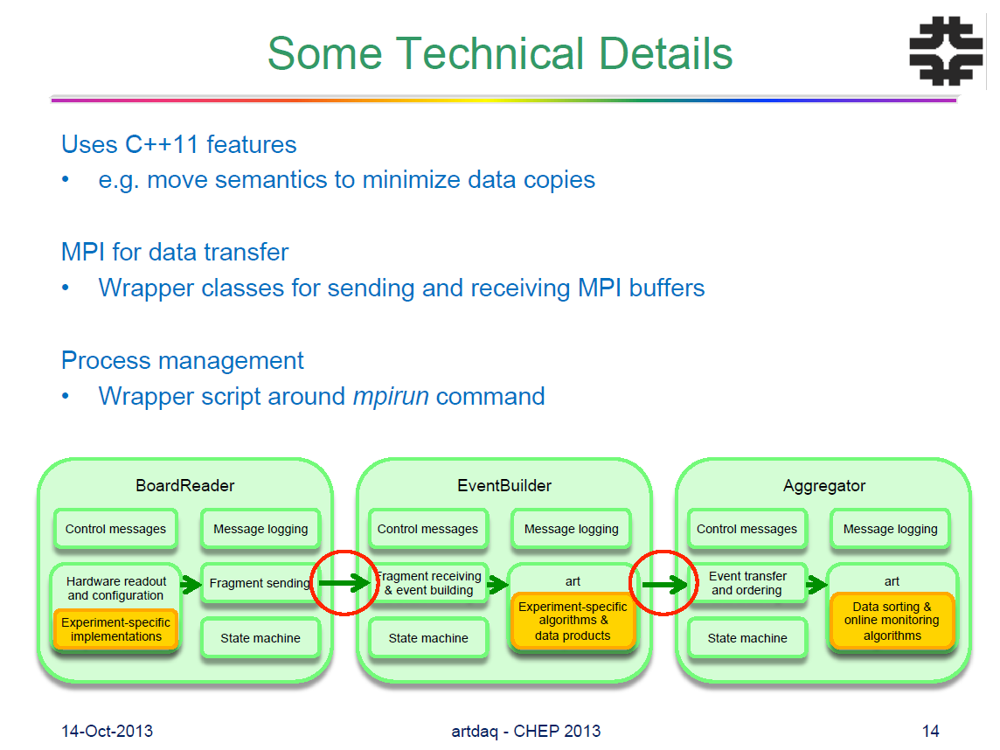 Some Technical Details
Uses C++11 features
• e.g. move semantics to minimize data copies
MPI for data transfer
• Wrapper classes for sending and receiving MPI buffers
Process management
• Wrapper script around mpirun command
BoardReader
Control messages
Message logging
Hardware readout
and configuration
Experiment-specific
implementations
Fragment sending
State machine
EventBuilder
Control messages
Message logging
Fragment receiving
& event building
State machine
art
Experiment-specific
algorithms &
data products
Aggregator
Control messages
Message logging
Event transfer
and ordering
State machine
art
Data sorting &
online monitoring
algorithms
14-Oct-2013
artdaq - CHEP 2013
14